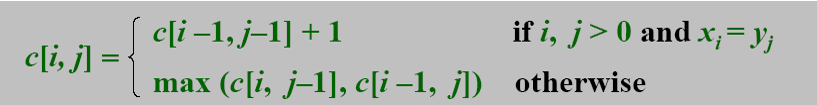 c[i, j] = { c[i –1, j–1] + 1 if i, j > 0 and xᵢ = yⱼ
max (c[i, j–1], c[i –1, j]) otherwise